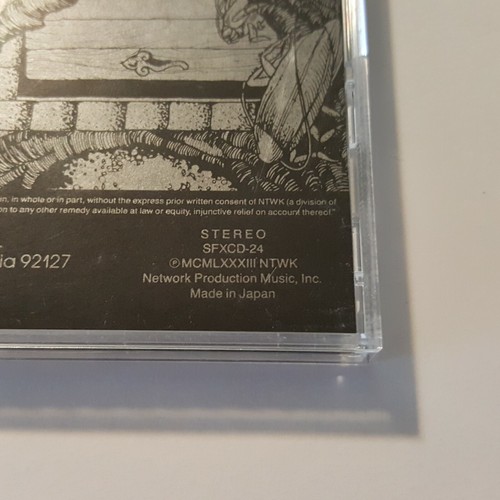 en, in whole or in part, without the express prior written consent of NTWK (a division of
on to any other remedy available at law or equity, injunctive relief on account thereof."
STEREO
SFXCD-24
ia 92127
℗MCMLXXXIII NTWK
Network Production Music, Inc.
Made in Japan